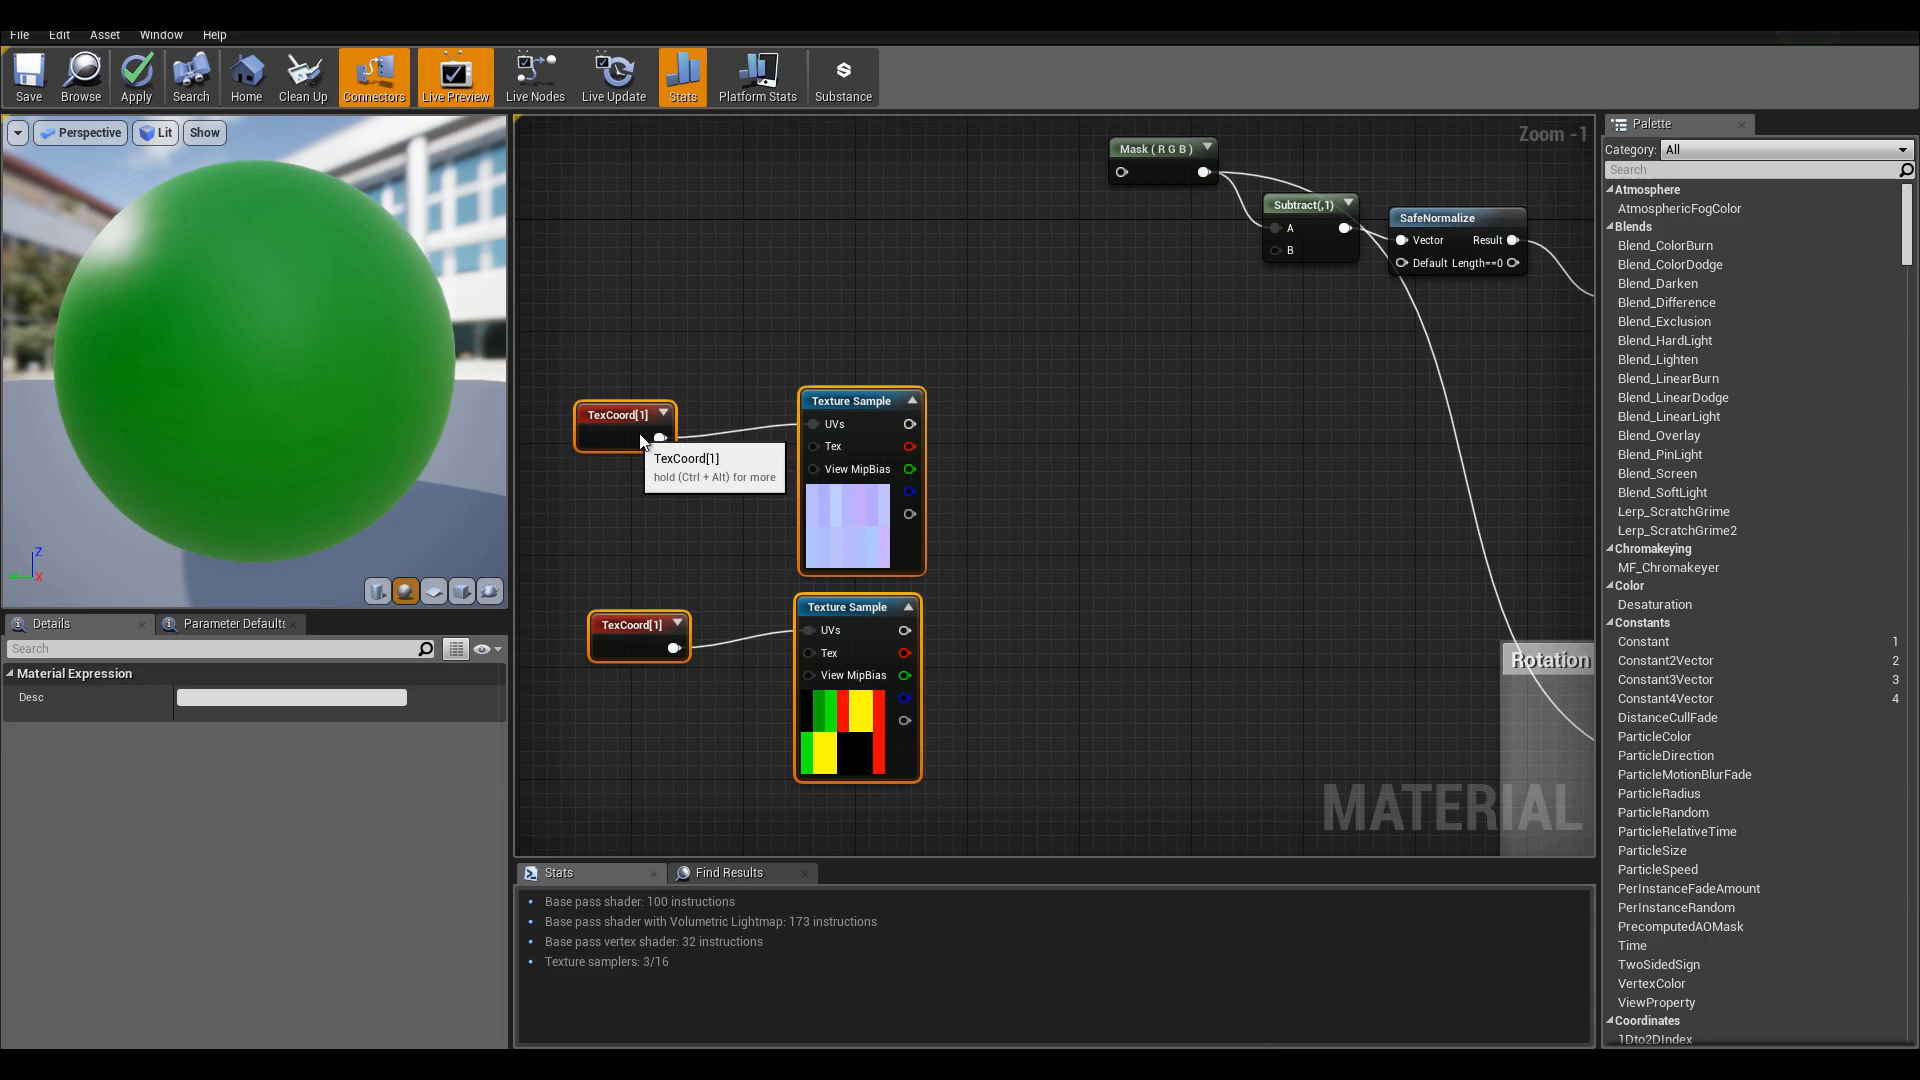 File Edit Asset Window Help
Save Browse Apply Search Home Clean Up Connectors Live Preview Live Nodes Live Update Stats Platform Stats Substance
Perspective Lit Show
Z
X
Details Parameter Defaults
Search
Material Expression
Desc
Zoom -1
Mask ( R G B )
Subtract(,1)
A
B
SafeNormalize
Vector Result
Default Length==0
TexCoord[1]
TexCoord[1]
hold (Ctrl + Alt) for more
Texture Sample
UVs
Tex
View MipBias
TexCoord[1]
Texture Sample
UVs
Tex
View MipBias
Rotation
MATERIAL
Stats Find Results
Base pass shader: 100 instructions
Base pass shader with Volumetric Lightmap: 173 instructions
Base pass vertex shader: 32 instructions
Texture samplers: 3/16
Palette
Category: All
Search
Atmosphere
AtmosphericFogColor
Blends
Blend_ColorBurn
Blend_ColorDodge
Blend_Darken
Blend_Difference
Blend_Exclusion
Blend_HardLight
Blend_Lighten
Blend_LinearBurn
Blend_LinearDodge
Blend_LinearLight
Blend_Overlay
Blend_PinLight
Blend_Screen
Blend_SoftLight
Lerp_ScratchGrime
Lerp_ScratchGrime2
Chromakeying
MF_Chromakeyer
Color
Desaturation
Constants
Constant 1
Constant2Vector 2
Constant3Vector 3
Constant4Vector 4
DistanceCullFade
ParticleColor
ParticleDirection
ParticleMotionBlurFade
ParticleRadius
ParticleRandom
ParticleRelativeTime
ParticleSize
ParticleSpeed
PerInstanceFadeAmount
PerInstanceRandom
PrecomputedAOMask
Time
TwoSidedSign
VertexColor
ViewProperty
Coordinates
1Dto2DIndex